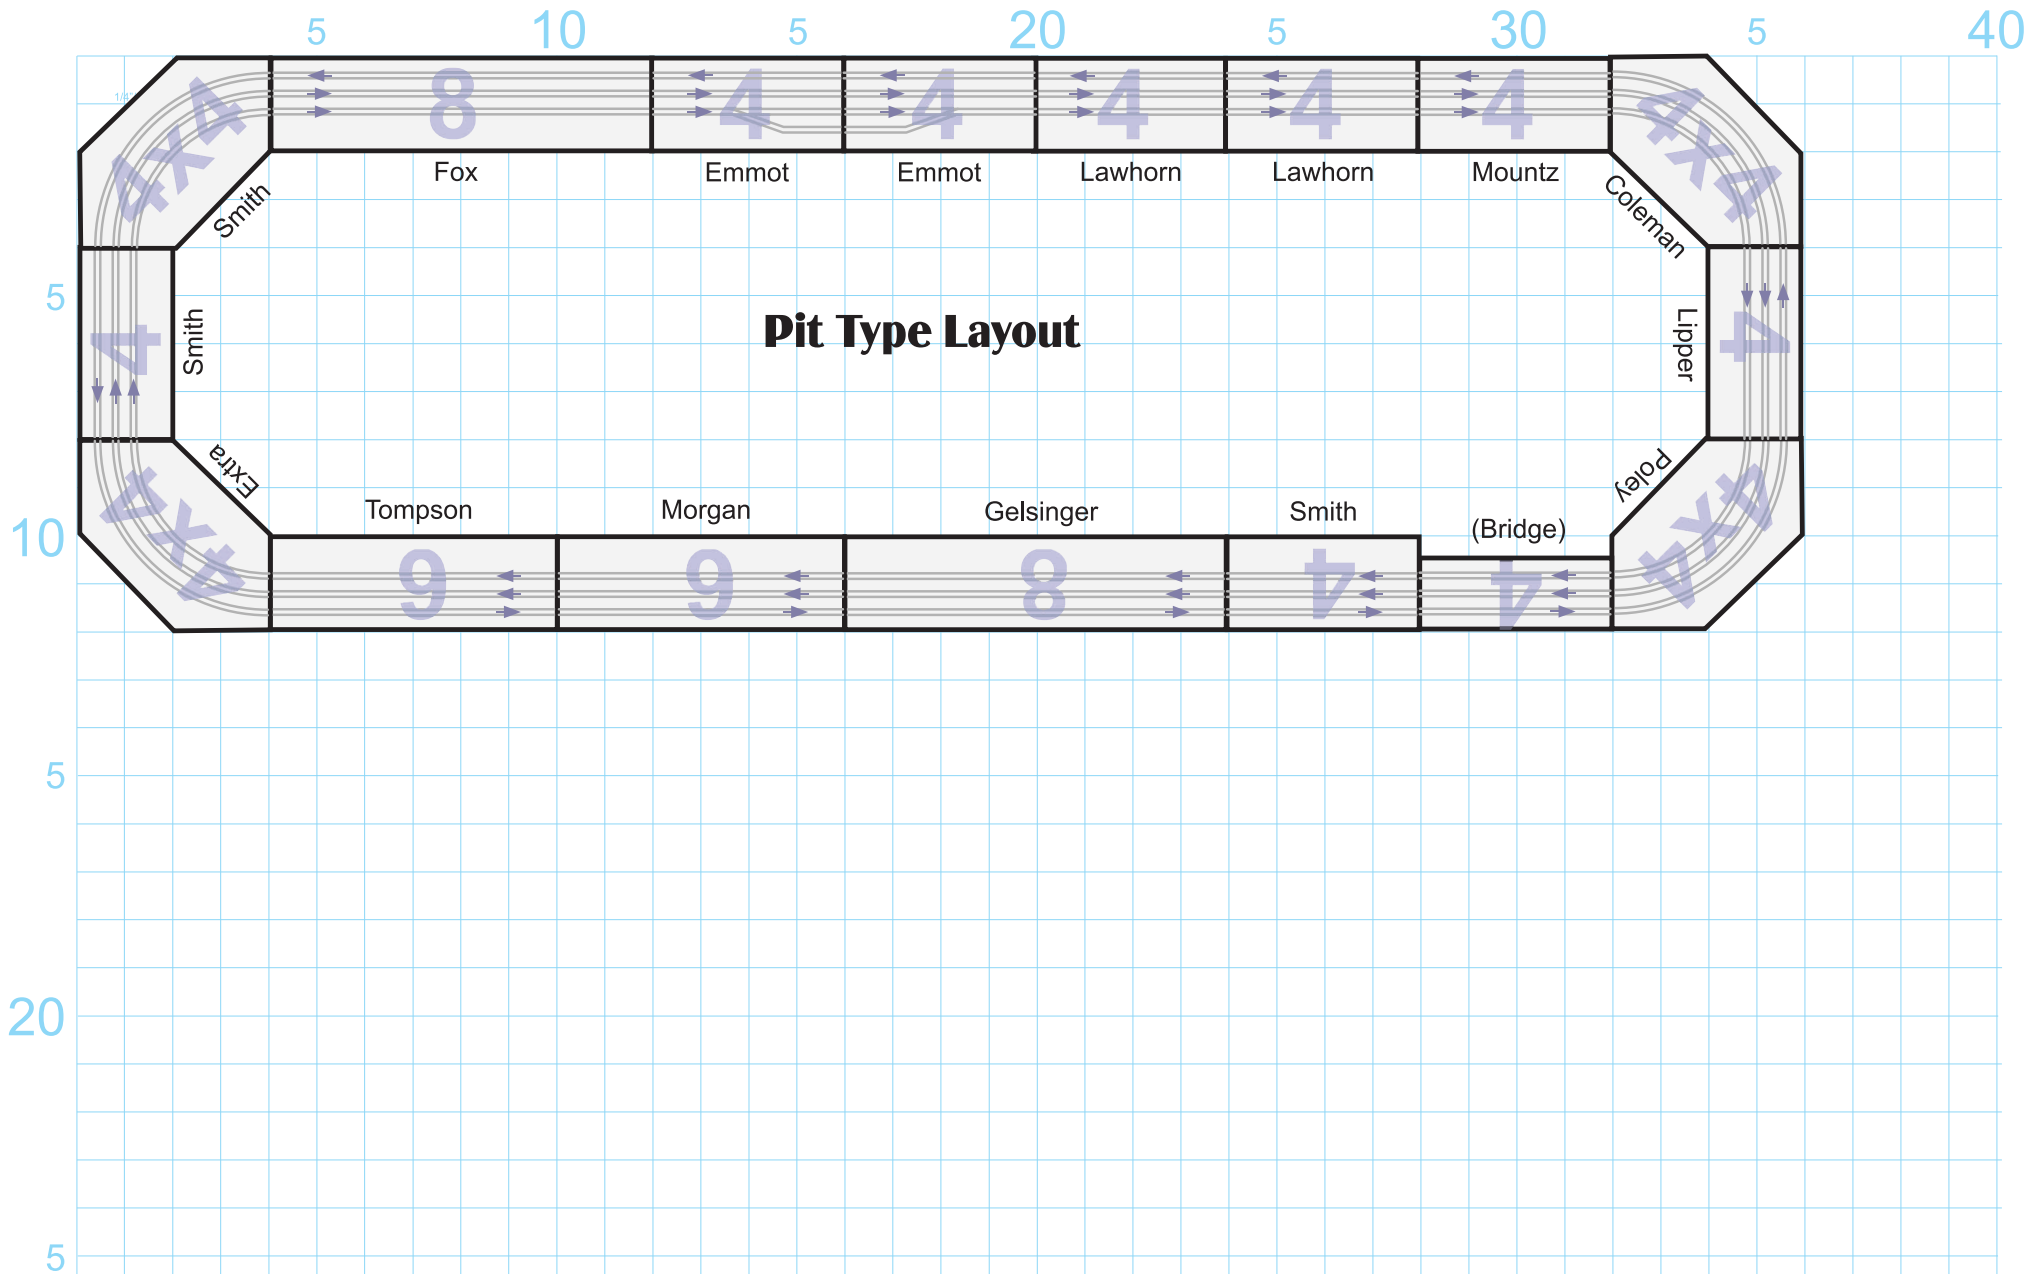 5 10 5 20 5 30 5 40
4x4 8 4 4 4 4 4 4x4
Fox Emmot Emmot Lawhorn Lawhorn Mountz
Smith Coleman
5
4 Smith Pit Type Layout Lipper 4
Extra Poley
Tompson Morgan Gelsinger Smith (Bridge)
10
4x4 6 6 8 4 4 4x4
5
20
5